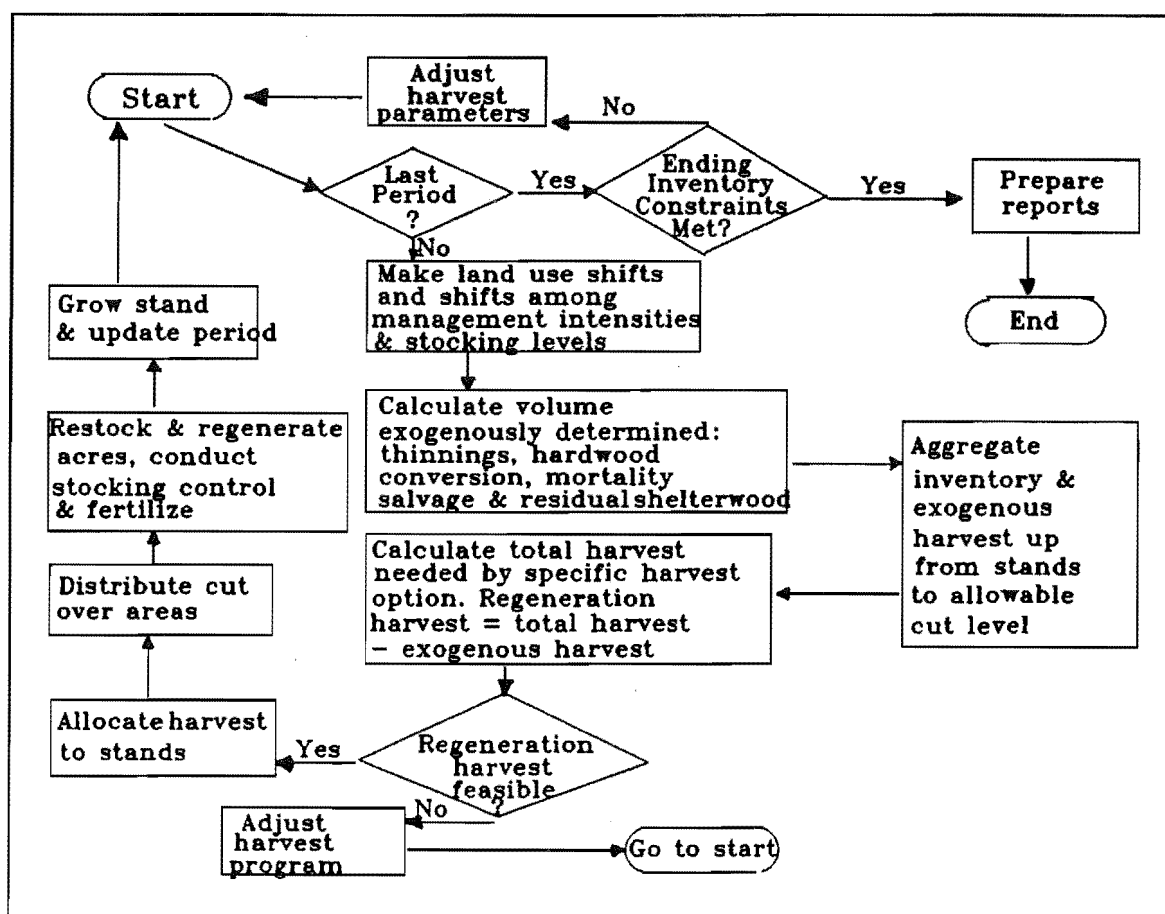 Start
Adjust
harvest
parameters
No
Last
Period
?
Yes
Ending
Inventory
Constraints
Met?
Yes
Prepare
reports
End
No
Make land use shifts
and shifts among
management intensities
& stocking levels
Calculate volume
exogenously determined:
thinnings, hardwood
conversion, mortality
salvage & residual shelterwood
Aggregate
inventory &
exogenous
harvest up
from stands
to allowable
cut level
Calculate total harvest
needed by specific harvest
option. Regeneration
harvest = total harvest
– exogenous harvest
Regeneration
harvest
feasible
?
Yes
Allocate harvest
to stands
Distribute cut
over areas
Restock & regenerate
acres, conduct
stocking control
& fertilize
Grow stand
& update period
No
Adjust
harvest
program
Go to start